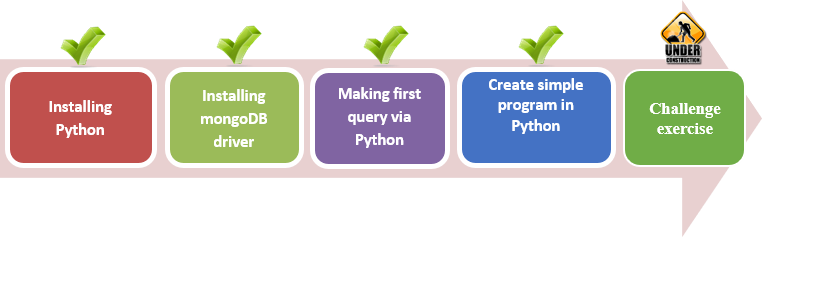 Installing
Python
Installing
mongoDB
driver
Making first
query via
Python
Create simple
program in
Python
UNDER
CONSTRUCTION
Challenge
exercise